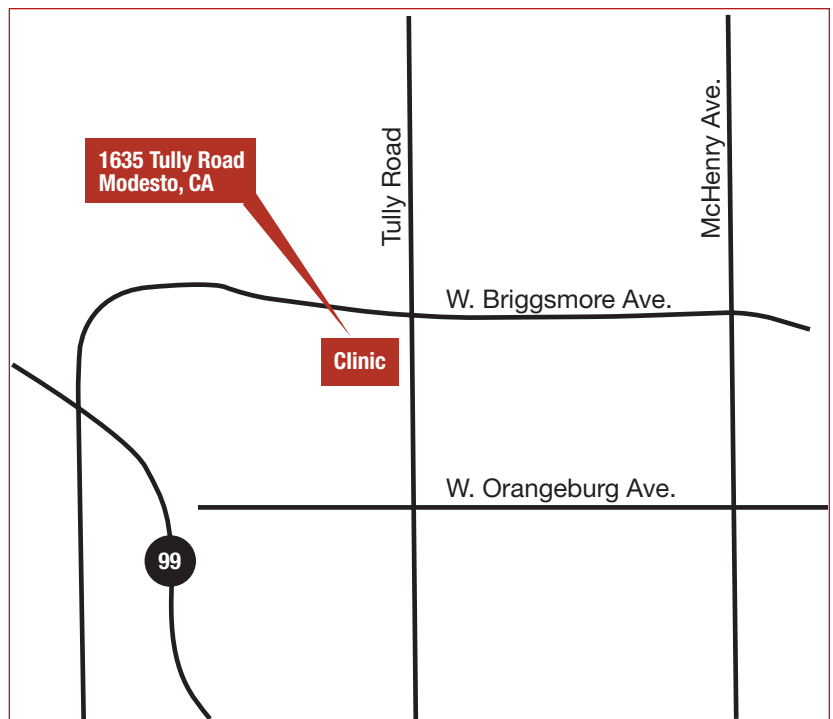 1635 Tully Road
Modesto, CA
Tully Road
McHenry Ave.
W. Briggsmore Ave.
Clinic
W. Orangeburg Ave.
99